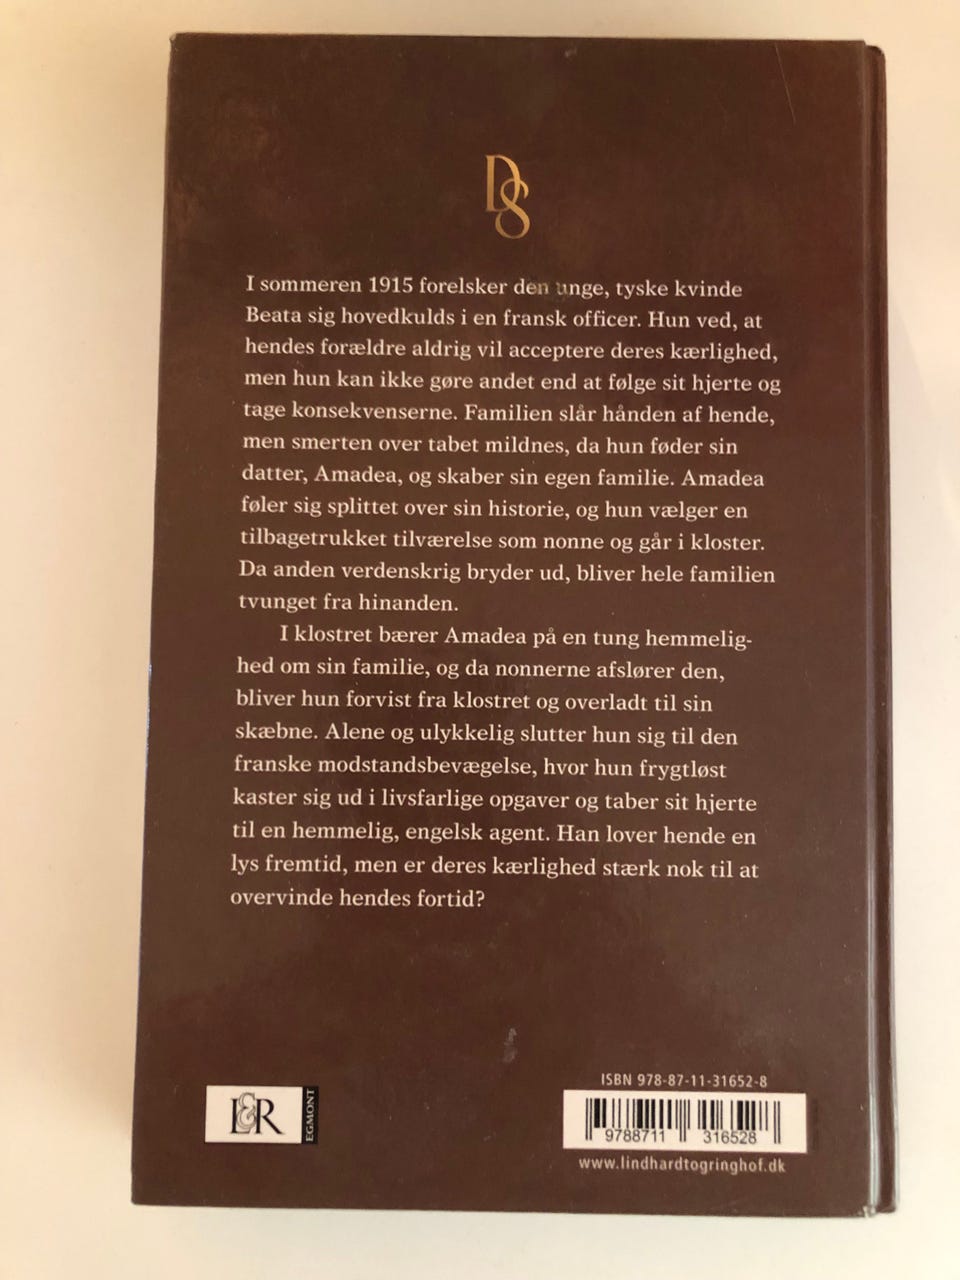 DS
I sommeren 1915 forelsker den unge, tyske kvinde
Beata sig hovedkulds i en fransk officer. Hun ved, at
hendes forældre aldrig vil acceptere deres kærlighed,
men hun kan ikke gøre andet end at følge sit hjerte og
tage konsekvenserne. Familien slår hånden af hende,
men smerten over tabet mildnes, da hun føder sin
datter, Amadea, og skaber sin egen familie. Amadea
føler sig splittet over sin historie, og hun vælger en
tilbagetrukket tilværelse som nonne og går i kloster.
Da anden verdenskrig bryder ud, bliver hele familien
tvunget fra hinanden.
I klostret bærer Amadea på en tung hemmelig-
hed om sin familie, og da nonnerne afslører den,
bliver hun forvist fra klostret og overladt til sin
skæbne. Alene og ulykkelig slutter hun sig til den
franske modstandsbevægelse, hvor hun frygtløst
kaster sig ud i livsfarlige opgaver og taber sit hjerte
til en hemmelig, engelsk agent. Han lover hende en
lys fremtid, men er deres kærlighed stærk nok til at
overvinde hendes fortid?
L&R
EGMONT
ISBN 978-87-11-31652-8
9788711 316528
www.lindhardtogringhof.dk